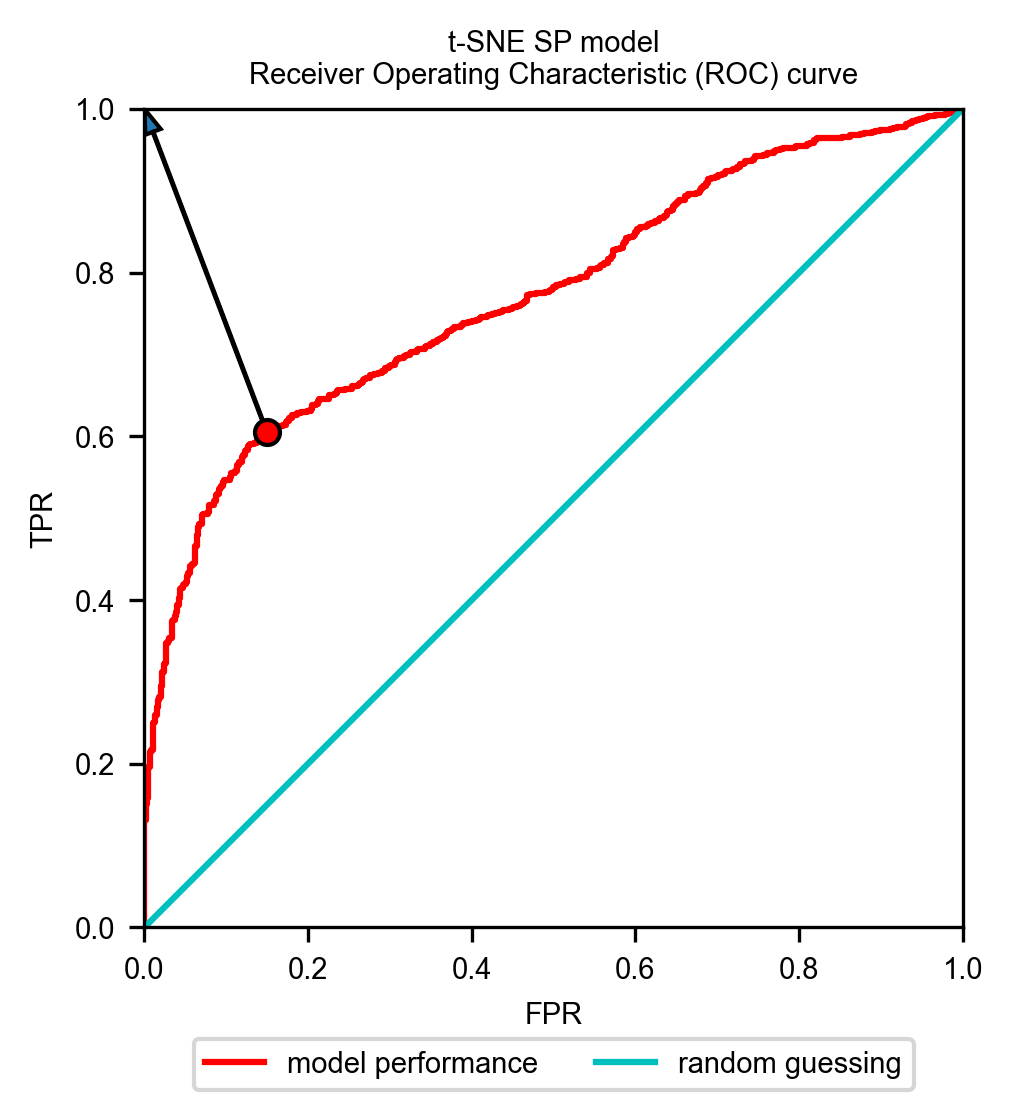 t-SNE SP model
Receiver Operating Characteristic (ROC) curve
1.0
0.8
0.6
0.4
0.2
0.0
TPR
0.0 0.2 0.4 0.6 0.8 1.0
FPR
model performance random guessing